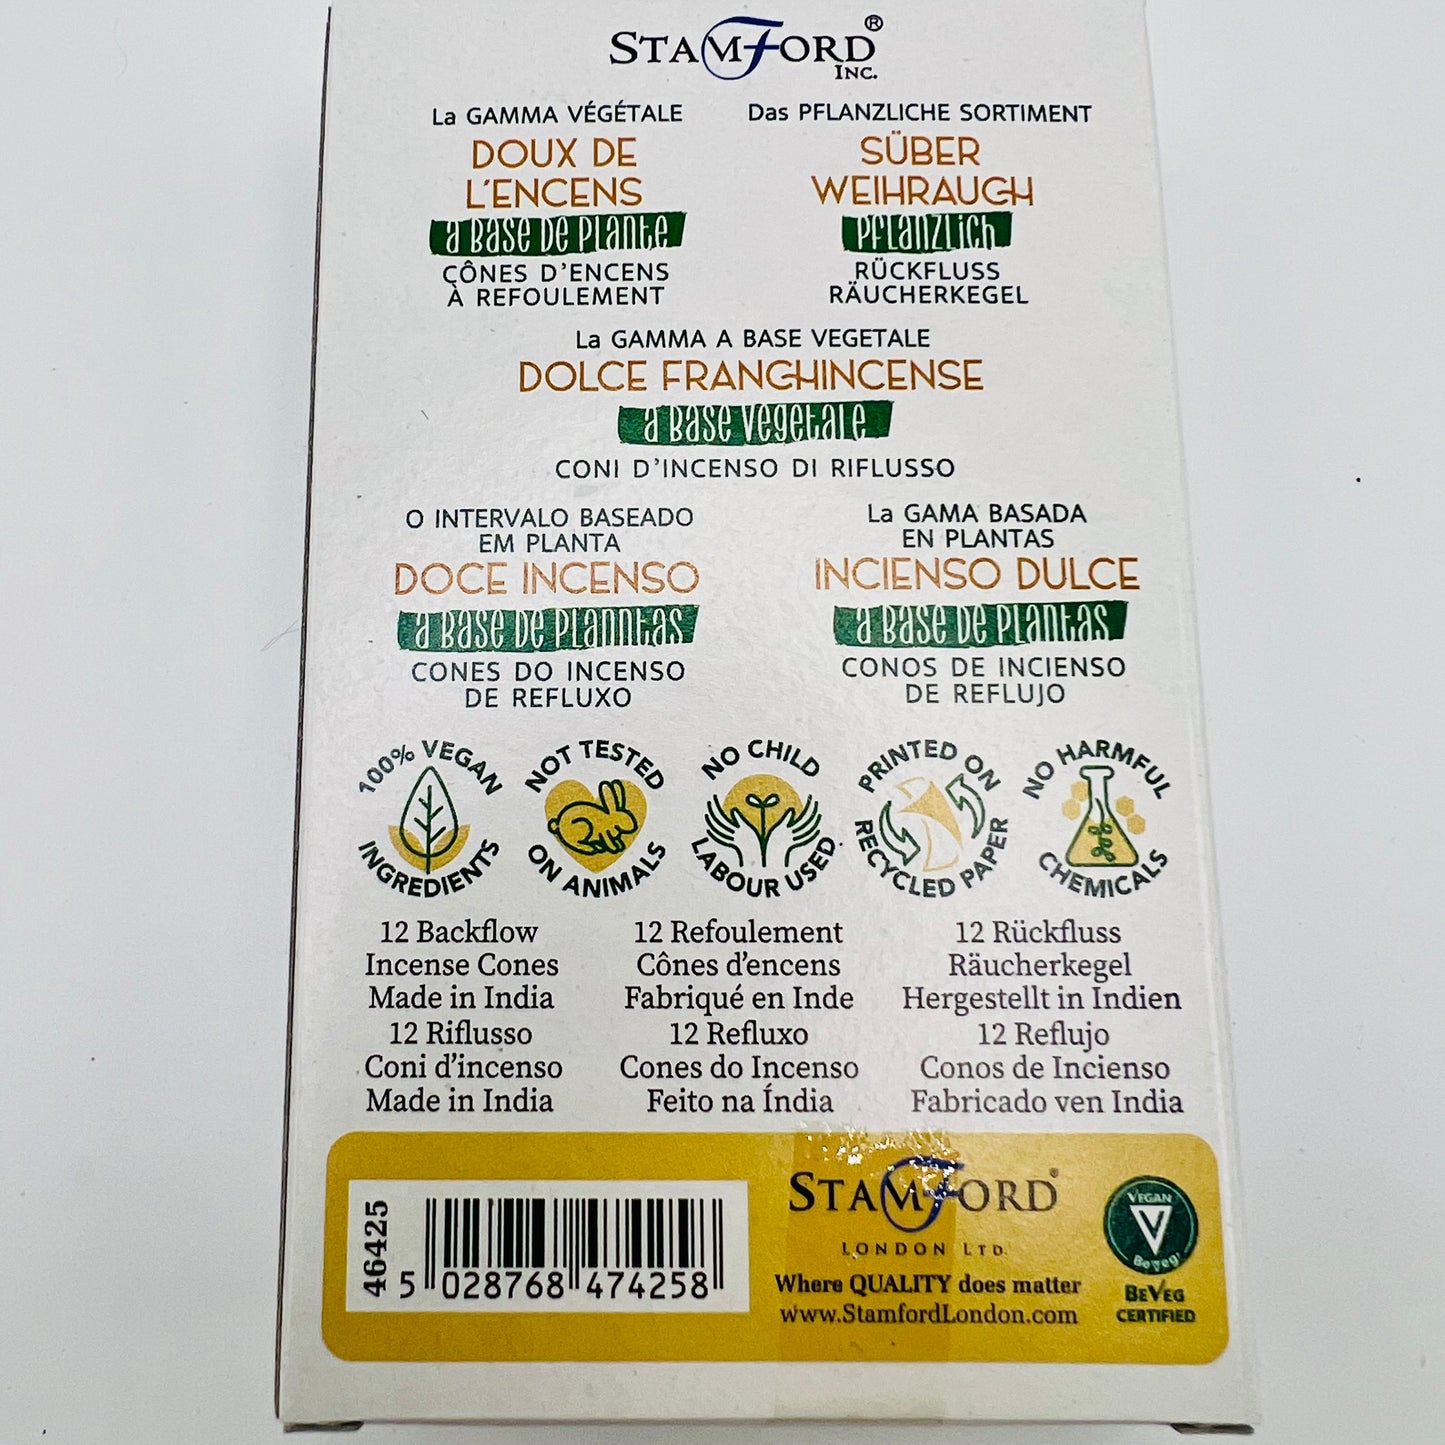 STAMFORD®
INC.
La GAMMA VÉGÉTALE
DOUX DE
L'ENCENS
a Base De Plante
CÔNES D'ENCENS
À REFOULEMENT
Das PFLANZLICHE SORTIMENT
SÜBER
WEIHRAUGH
PFLANZLICH
RÜCKFLUSS
RÄUCHERKEGEL
La GAMMA A BASE VEGETALE
DOLCE FRANGHINCENSE
a Base Vegetale
CONI D'INCENSO DI RIFLUSSO
O INTERVALO BASEADO
EM PLANTA
DOCE INCENSO
a Base De Planntas
CONES DO INCENSO
DE REFLUXO
La GAMA BASADA
EN PLANTAS
INCIENSO DULCE
a Base De Plantas
CONOS DE INCIENSO
DE REFLUJO
100% VEGAN
INGREDIENTS
NOT TESTED
ON ANIMALS
NO CHILD
LABOUR USED
PRINTED ON
RECYCLED PAPER
NO HARMFUL
CHEMICALS
12 Backflow
Incense Cones
Made in India
12 Refoulement
Cônes d'encens
Fabriqué en Inde
12 Rückfluss
Räucherkegel
Hergestellt in Indien
12 Riflusso
Coni d'incenso
Made in India
12 Refluxo
Cones do Incenso
Feito na Índia
12 Reflujo
Conos de Incienso
Fabricado ven India
46425
5 028768 474258
STAMFORD®
LONDON LTD.
Where QUALITY does matter
www.StamfordLondon.com
VEGAN
V
Beveg!
BEVEG
CERTIFIED